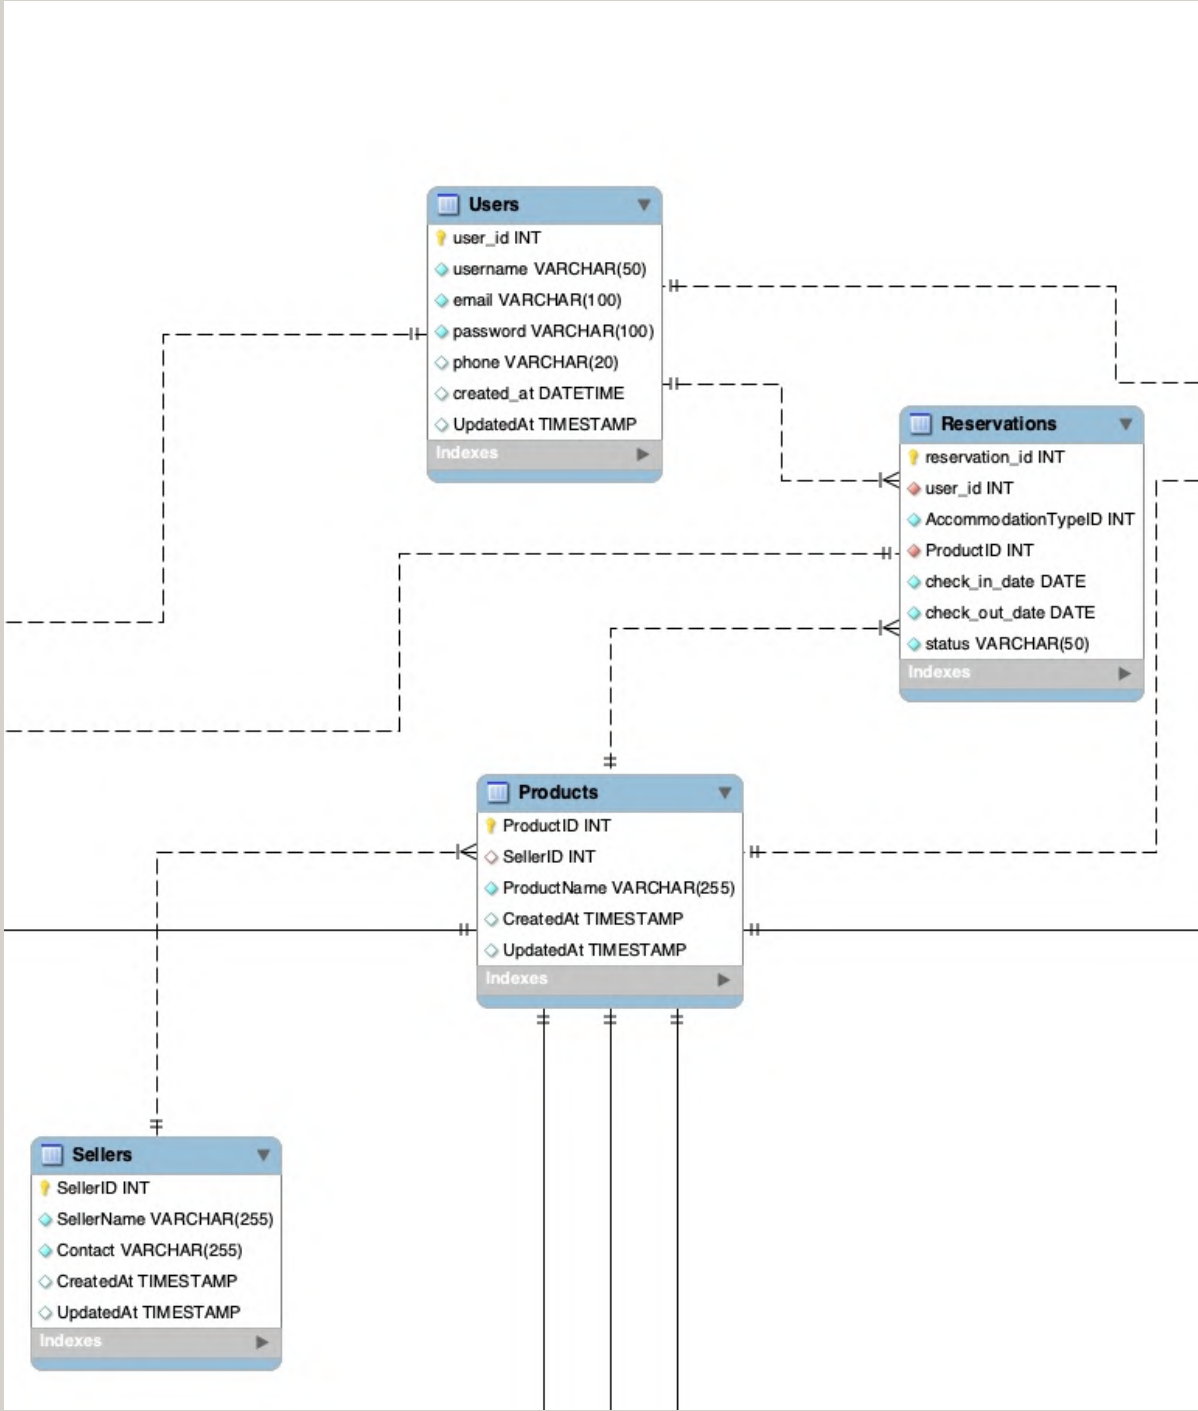 Users
user_id INT
username VARCHAR(50)
email VARCHAR(100)
password VARCHAR(100)
phone VARCHAR(20)
created_at DATETIME
UpdatedAt TIMESTAMP
Indexes
Reservations
reservation_id INT
user_id INT
AccommodationTypeID INT
ProductID INT
check_in_date DATE
check_out_date DATE
status VARCHAR(50)
Indexes
Products
ProductID INT
SellerID INT
ProductName VARCHAR(255)
CreatedAt TIMESTAMP
UpdatedAt TIMESTAMP
Indexes
Sellers
SellerID INT
SellerName VARCHAR(255)
Contact VARCHAR(255)
CreatedAt TIMESTAMP
UpdatedAt TIMESTAMP
Indexes